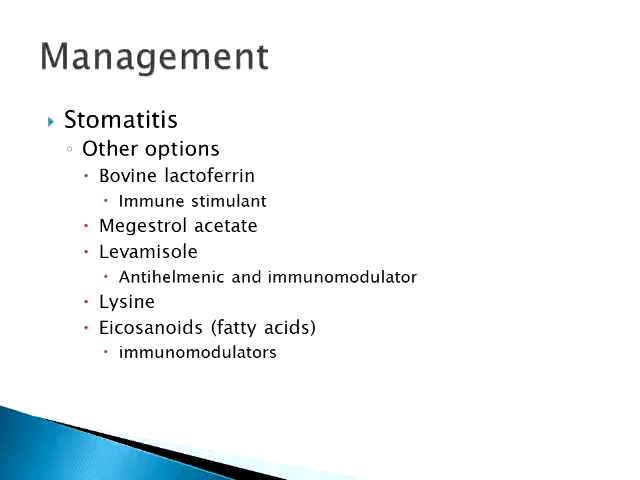 Management
Stomatitis
Other options
Bovine lactoferrin
Immune stimulant
Megestrol acetate
Levamisole
Antihelmenic and immunomodulator
Lysine
Eicosanoids (fatty acids)
immunomodulators